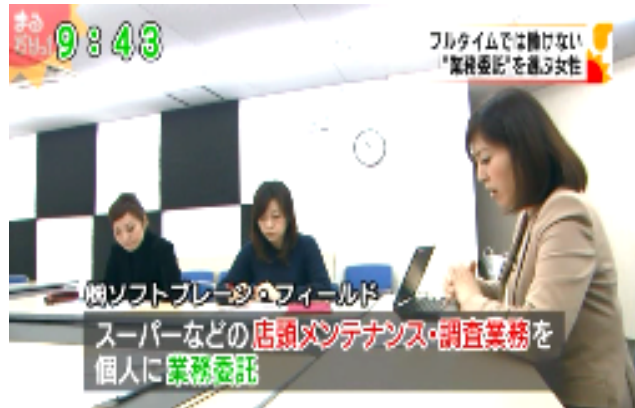 まる
9:43
フルタイムでは働けない
"業務委託"を選ぶ女性
㈱ソフトブレーン・フィールド
スーパーなどの店頭メンテナンス・調査業務を
個人に業務委託